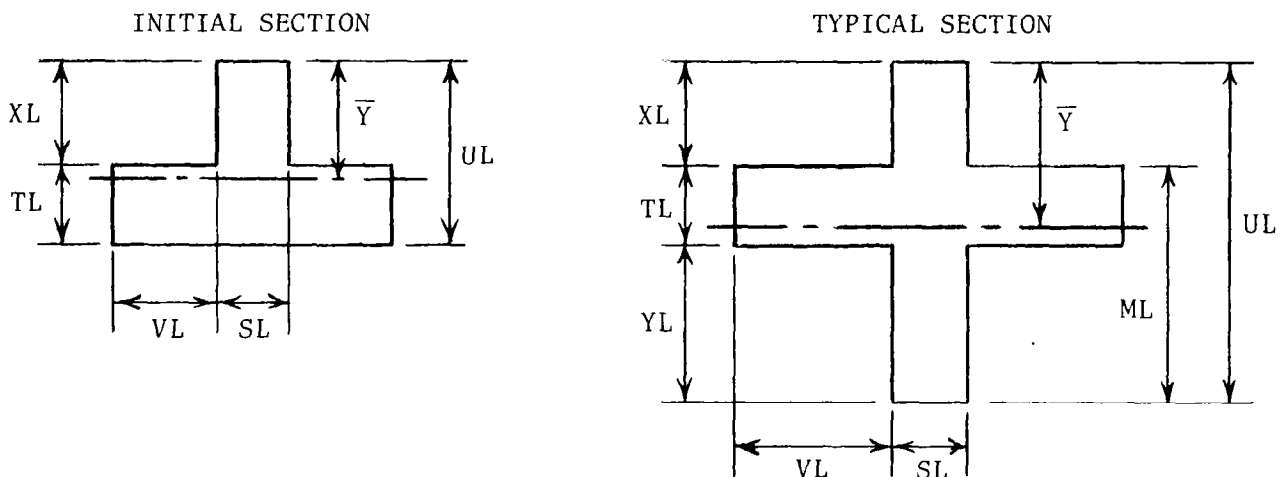 INITIAL SECTION
XL
TL
VL
SL
Y̅
UL
TYPICAL SECTION
XL
TL
YL
VL
SL
Y̅
ML
UL